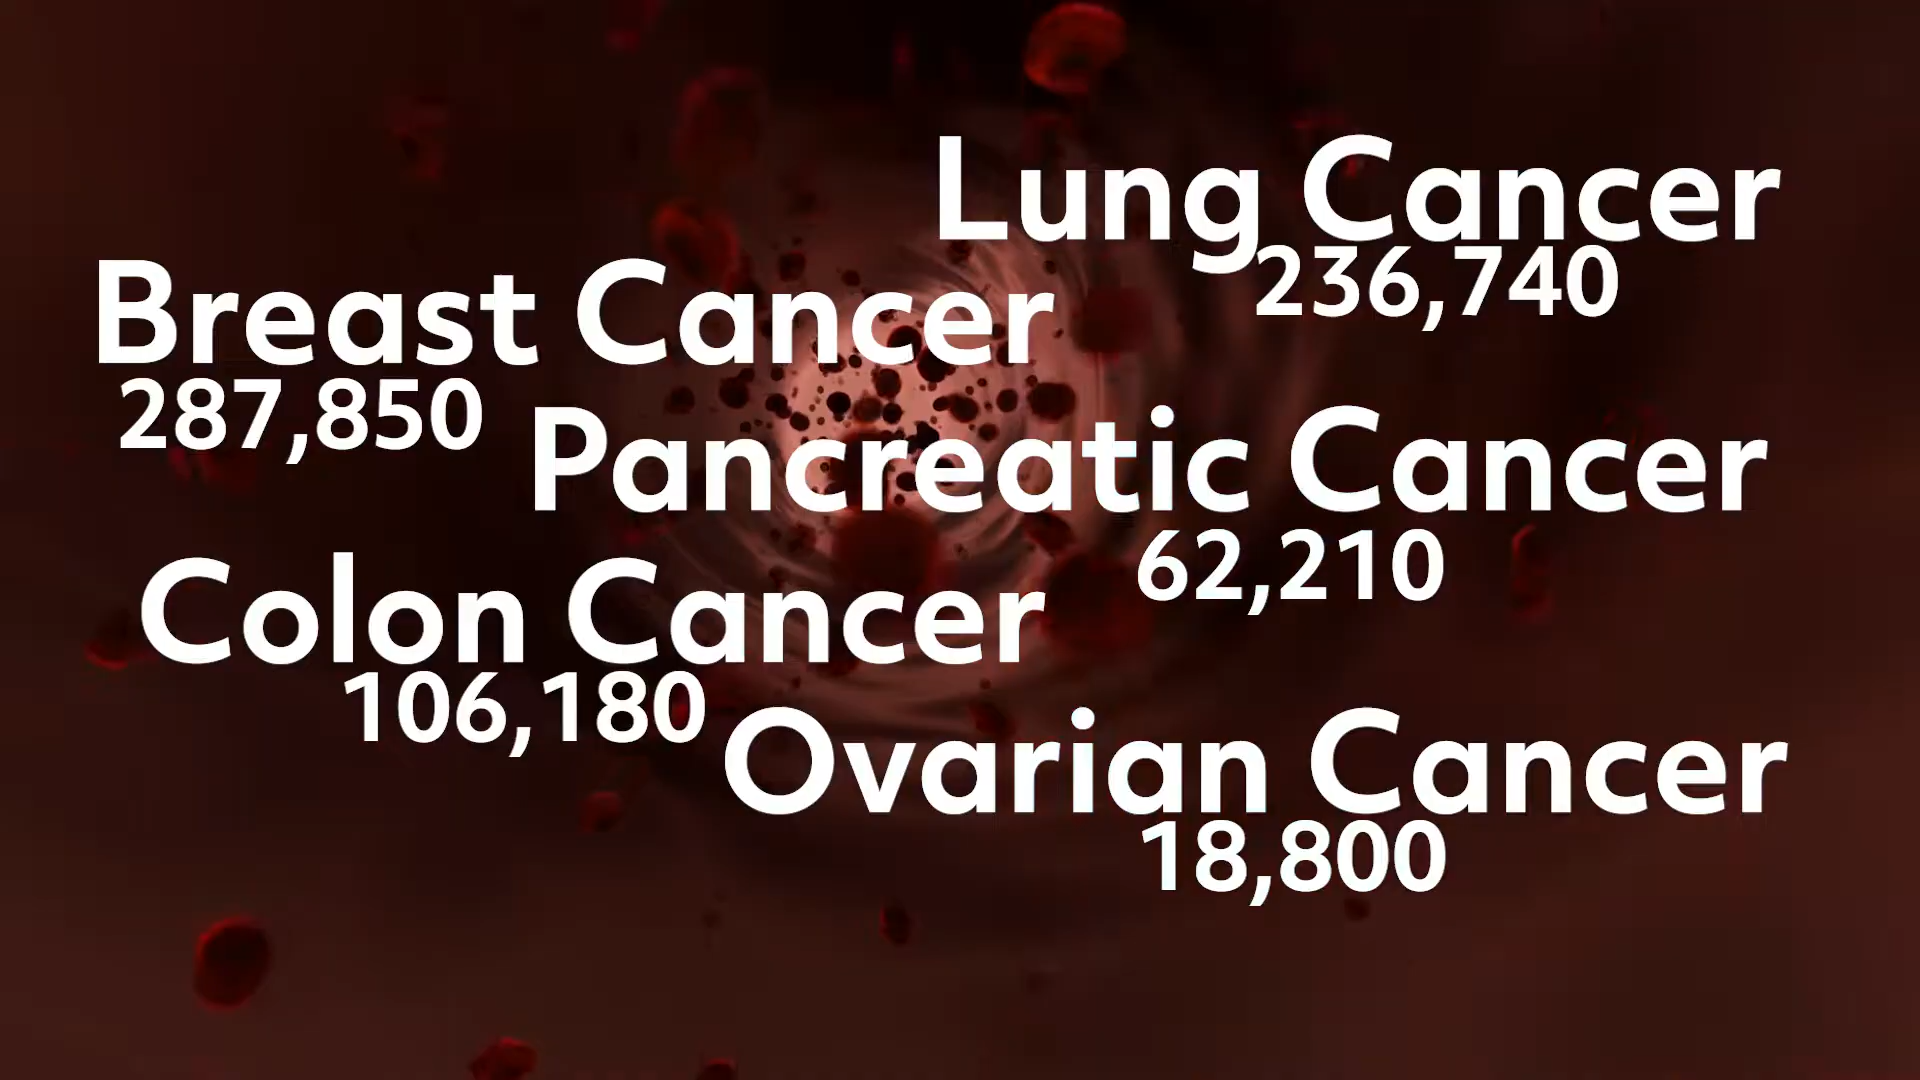 Lung Cancer
236,740
Breast Cancer
287,850
Pancreatic Cancer
62,210
Colon Cancer
106,180
Ovarian Cancer
18,800